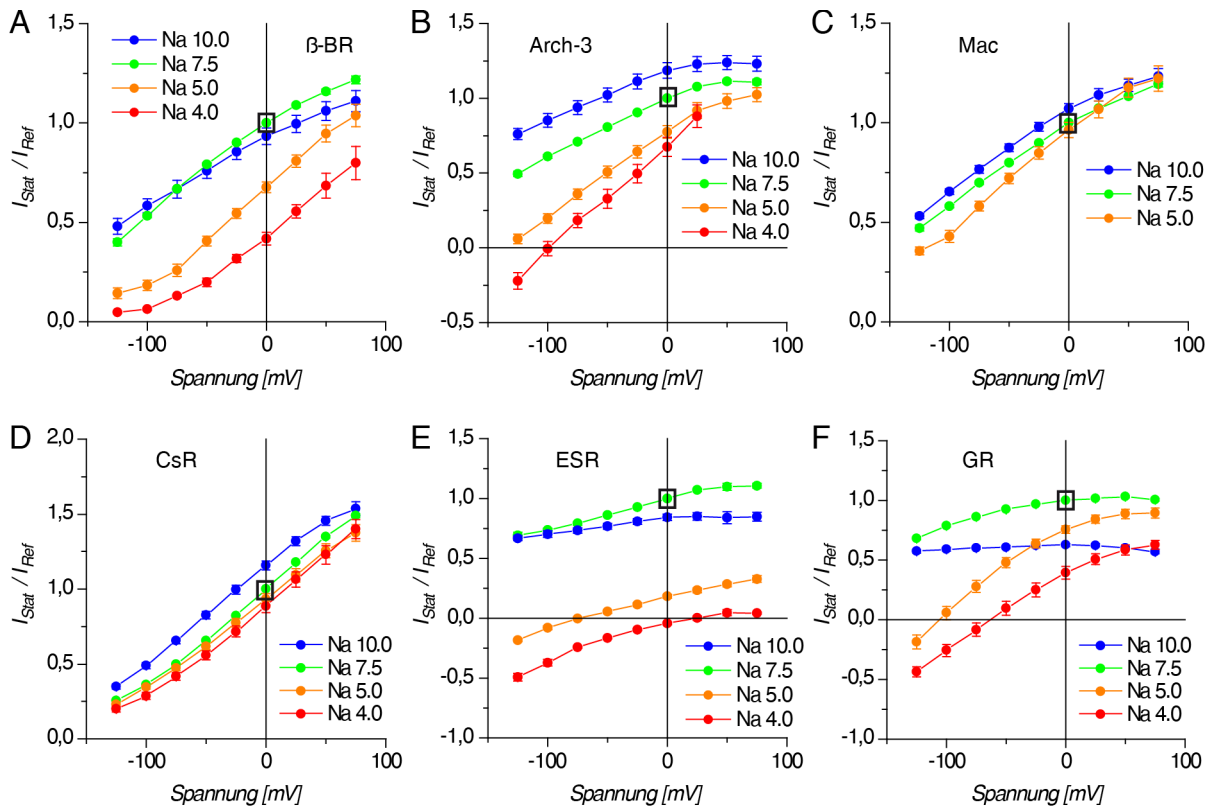 A
1,5
1,0
0,5
0,0
I_Stat / I_Ref
Na 10.0
Na 7.5
Na 5.0
Na 4.0
ß-BR
-100
0
100
Spannung [mV]
B
1,5
1,0
0,5
0,0
-0,5
I_Stat / I_Ref
Arch-3
Na 10.0
Na 7.5
Na 5.0
Na 4.0
-100
0
100
Spannung [mV]
C
1,5
1,0
0,5
0,0
I_Stat / I_Ref
Mac
Na 10.0
Na 7.5
Na 5.0
-100
0
100
Spannung [mV]
D
2,0
1,5
1,0
0,5
0,0
I_Stat / I_Ref
CsR
Na 10.0
Na 7.5
Na 5.0
Na 4.0
-100
0
100
Spannung [mV]
E
1,5
1,0
0,5
0,0
-0,5
-1,0
I_Stat / I_Ref
ESR
Na 10.0
Na 7.5
Na 5.0
Na 4.0
-100
0
100
Spannung [mV]
F
1,5
1,0
0,5
0,0
-0,5
-1,0
I_Stat / I_Ref
GR
Na 10.0
Na 7.5
Na 5.0
Na 4.0
-100
0
100
Spannung [mV]